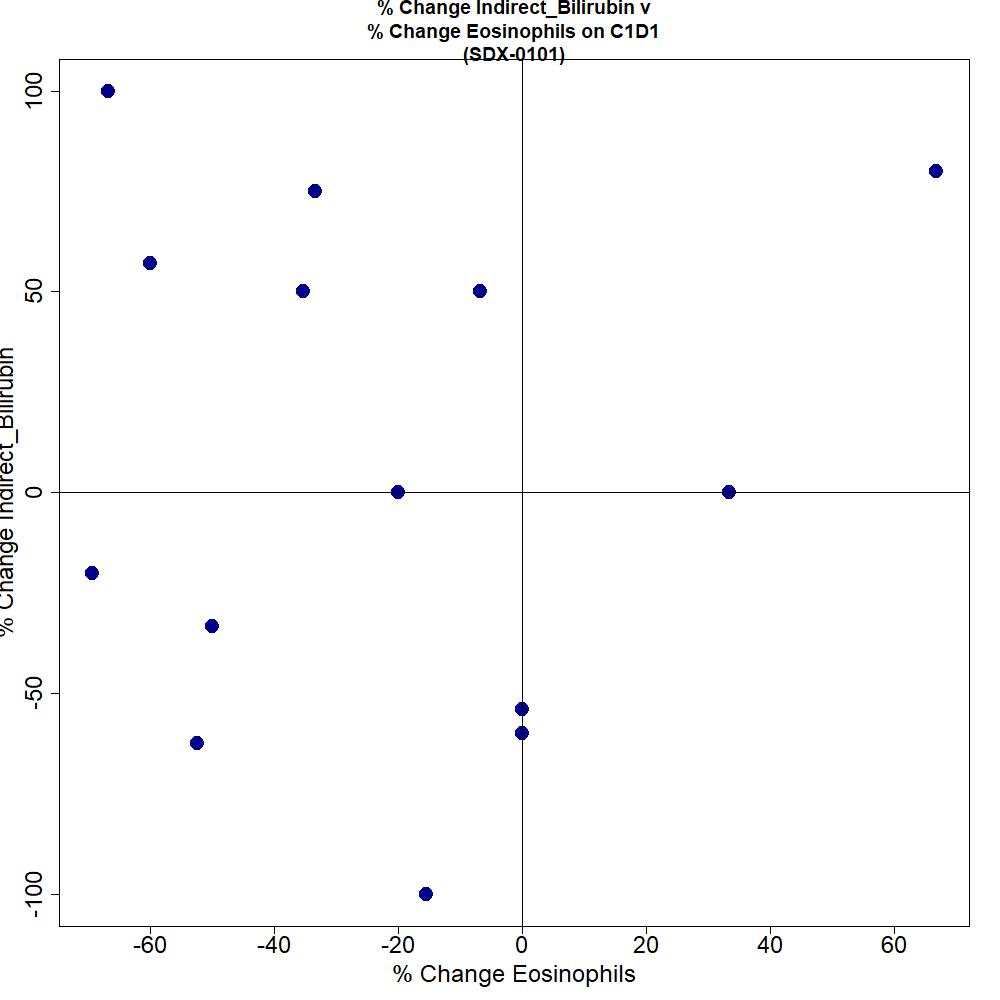 % Change Indirect_Bilirubin v
% Change Eosinophils on C1D1
(SDX-0101)
% Change Indirect_Bilirubin
100
50
0
-50
-100
-60
-40
-20
0
20
40
60
% Change Eosinophils